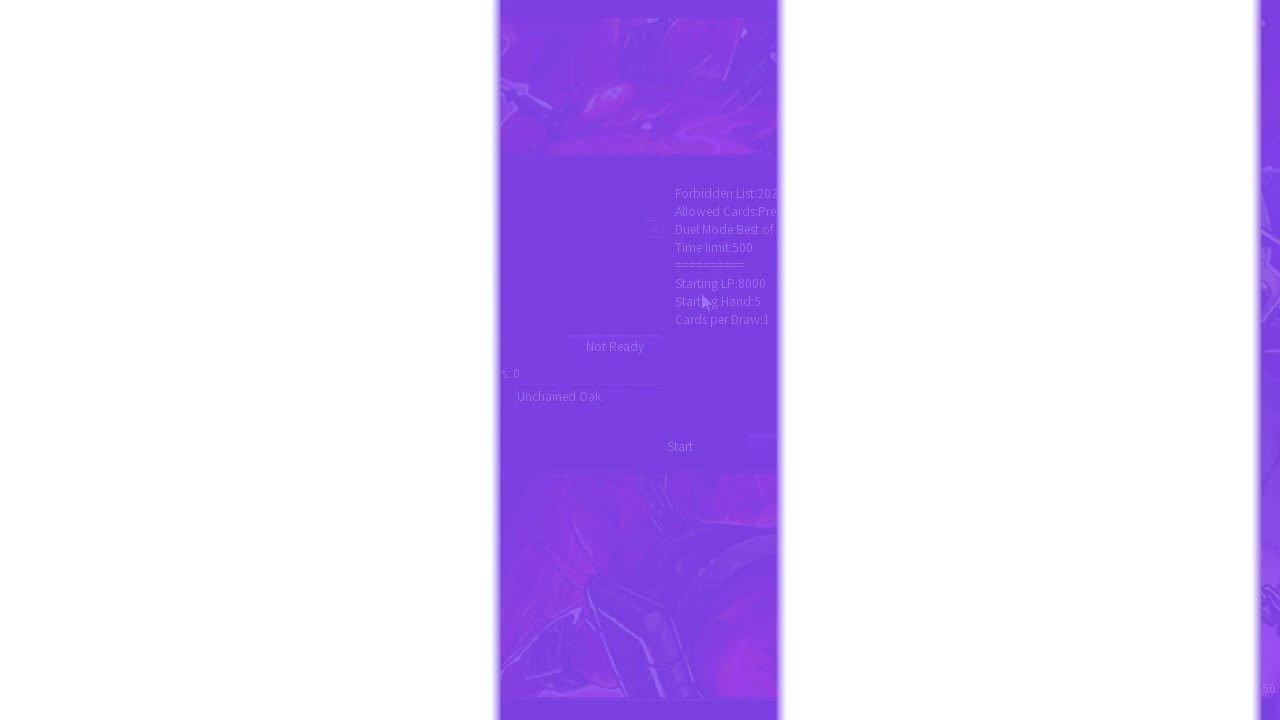 Forbidden List:202
Allowed Cards:Pre
Duel Mode:Best of
Time limit:500
==========
Starting LP:8000
Starting Hand:5
Cards per Draw:1
Not Ready
s: 0
Unchained Oak
Start
60